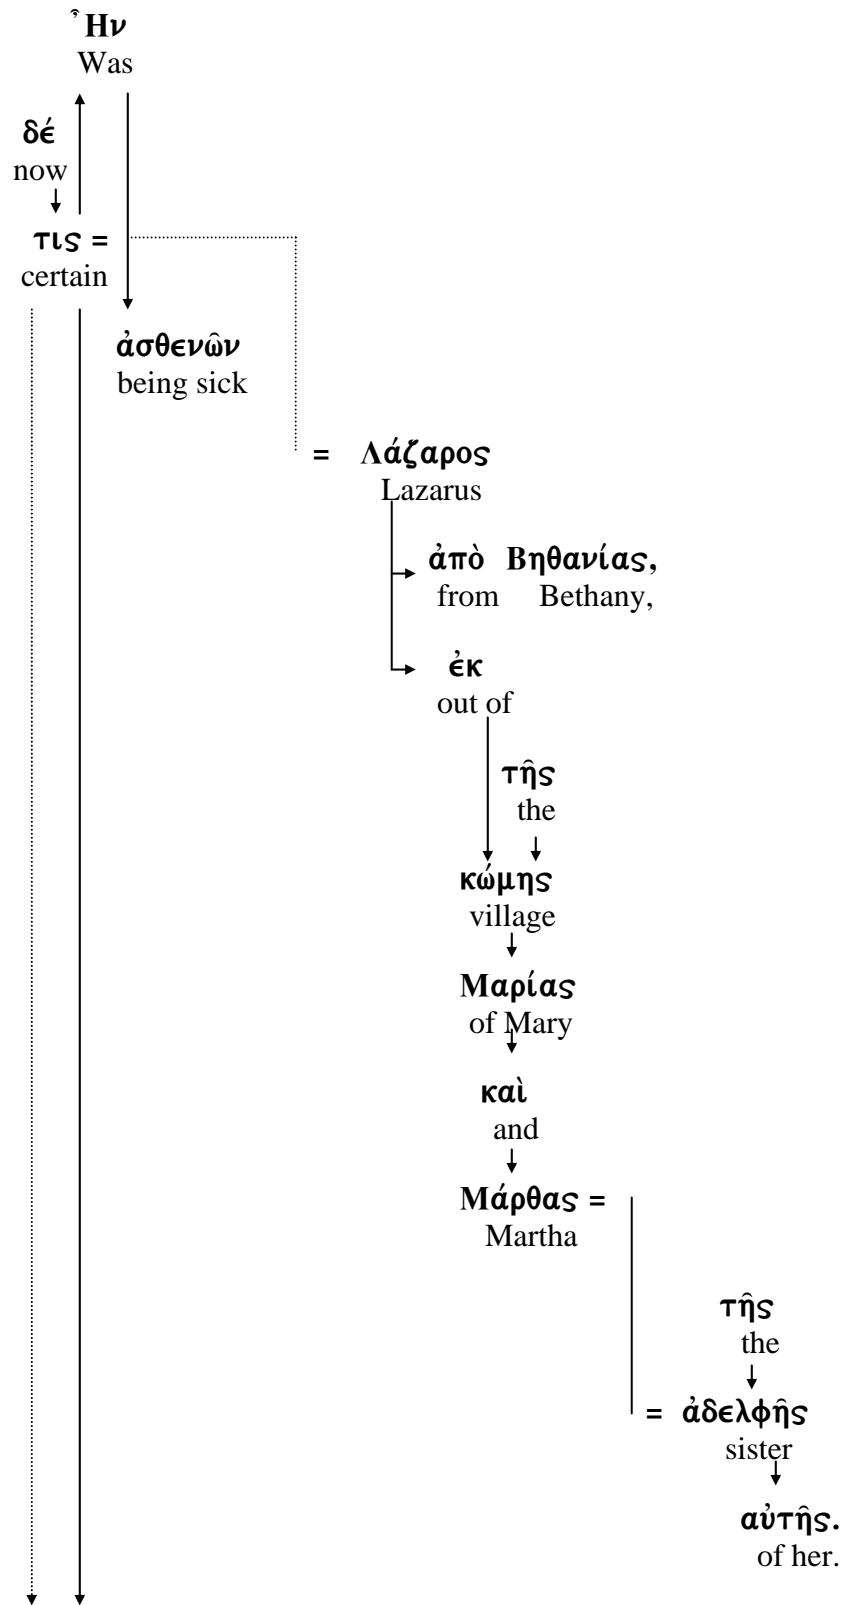 Ἦν
Was
δέ
now
τις =
certain
ἀσθενῶν
being sick
= Λάζαρος
Lazarus
ἀπὸ Βηθανίας,
from Bethany,
ἐκ
out of
τῆς
the
κώμης
village
Μαρίας
of Mary
καὶ
and
Μάρθας =
Martha
τῆς
the
= ἀδελφῆς
sister
αὐτῆς.
of her.